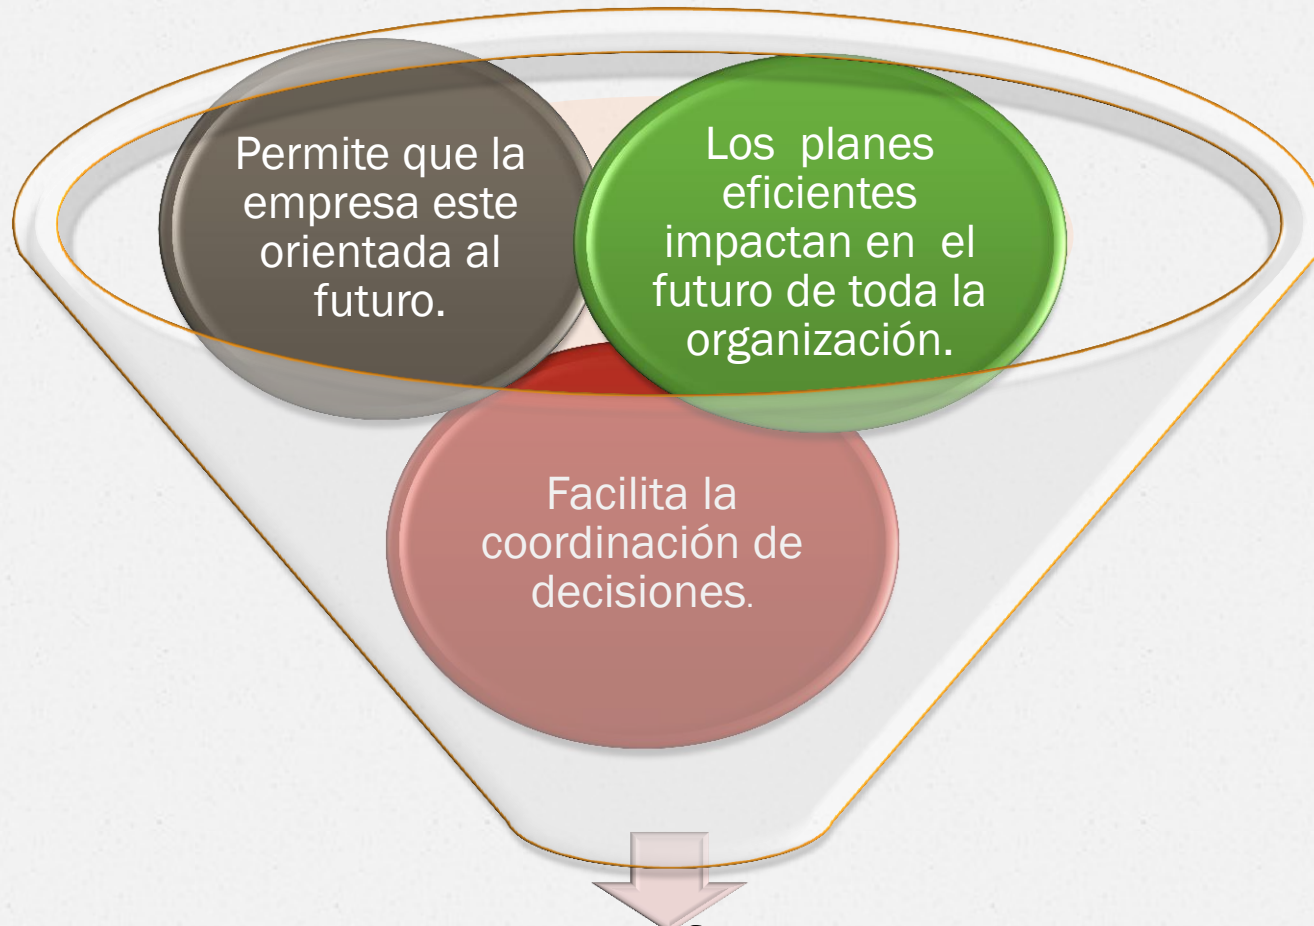 Permite que la
empresa este
orientada al
futuro.
Los planes
eficientes
impactan en el
futuro de toda la
organización.
Facilita la
coordinación de
decisiones.